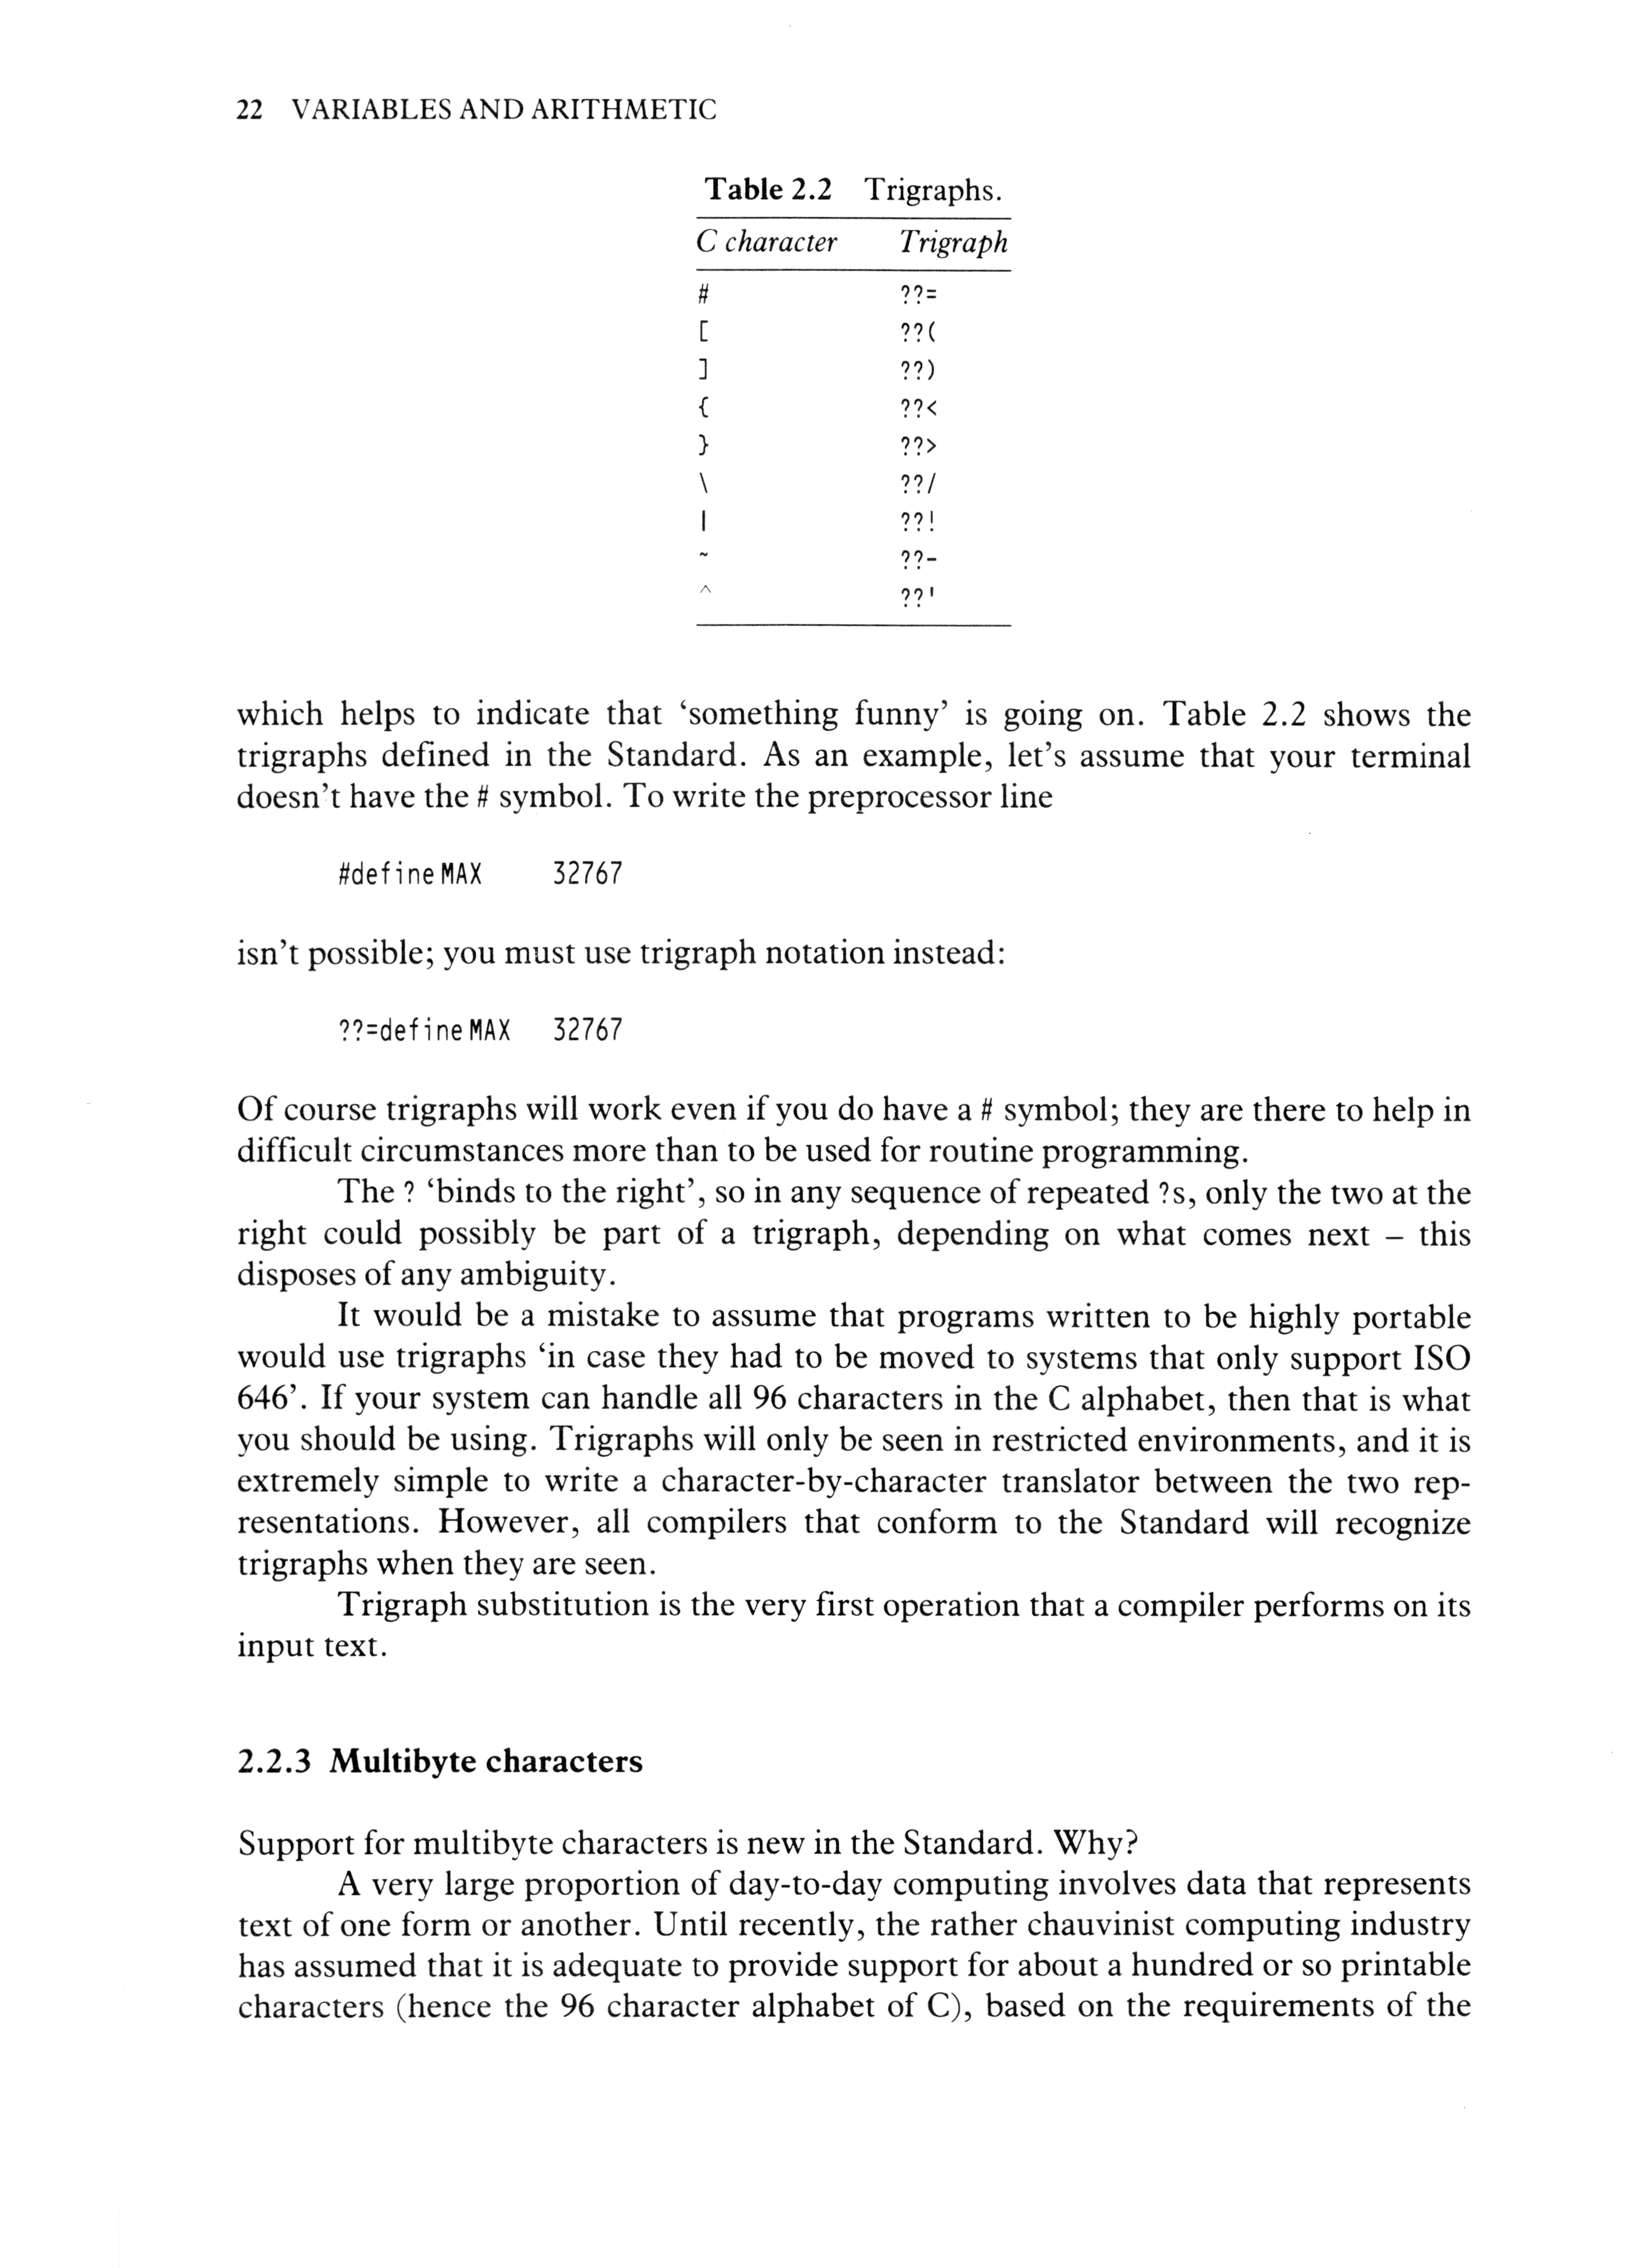 22 VARIABLES AND ARITHMETIC
Table 2.2 Trigraphs.
C character Trigraph
# ??=
[ ??(
] ??)
{ ??<
} ??>
\ ??/
| ??!
~ ??-
^ ??'
which helps to indicate that ‘something funny’ is going on. Table 2.2 shows the
trigraphs defined in the Standard. As an example, let’s assume that your terminal
doesn’t have the # symbol. To write the preprocessor line
#define MAX 32767
isn’t possible; you must use trigraph notation instead:
??=define MAX 32767
Of course trigraphs will work even if you do have a # symbol; they are there to help in
difficult circumstances more than to be used for routine programming.
The ? ‘binds to the right’, so in any sequence of repeated ?s, only the two at the
right could possibly be part of a trigraph, depending on what comes next – this
disposes of any ambiguity.
It would be a mistake to assume that programs written to be highly portable
would use trigraphs ‘in case they had to be moved to systems that only support ISO
646’. If your system can handle all 96 characters in the C alphabet, then that is what
you should be using. Trigraphs will only be seen in restricted environments, and it is
extremely simple to write a character-by-character translator between the two rep-
resentations. However, all compilers that conform to the Standard will recognize
trigraphs when they are seen.
Trigraph substitution is the very first operation that a compiler performs on its
input text.
2.2.3 Multibyte characters
Support for multibyte characters is new in the Standard. Why?
A very large proportion of day-to-day computing involves data that represents
text of one form or another. Until recently, the rather chauvinist computing industry
has assumed that it is adequate to provide support for about a hundred or so printable
characters (hence the 96 character alphabet of C), based on the requirements of the